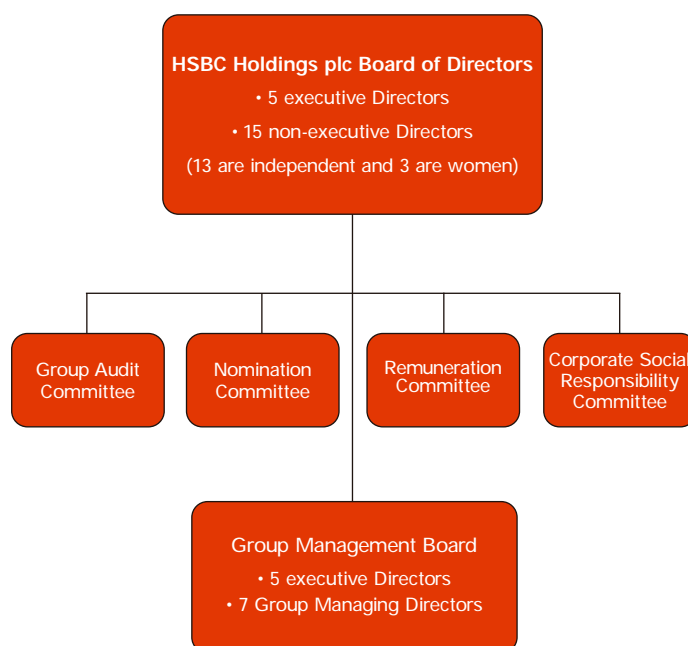 HSBC Holdings plc Board of Directors
• 5 executive Directors
• 15 non-executive Directors
(13 are independent and 3 are women)
Group Audit
Committee
Nomination
Committee
Remuneration
Committee
Corporate Social
Responsibility
Committee
Group Management Board
• 5 executive Directors
• 7 Group Managing Directors